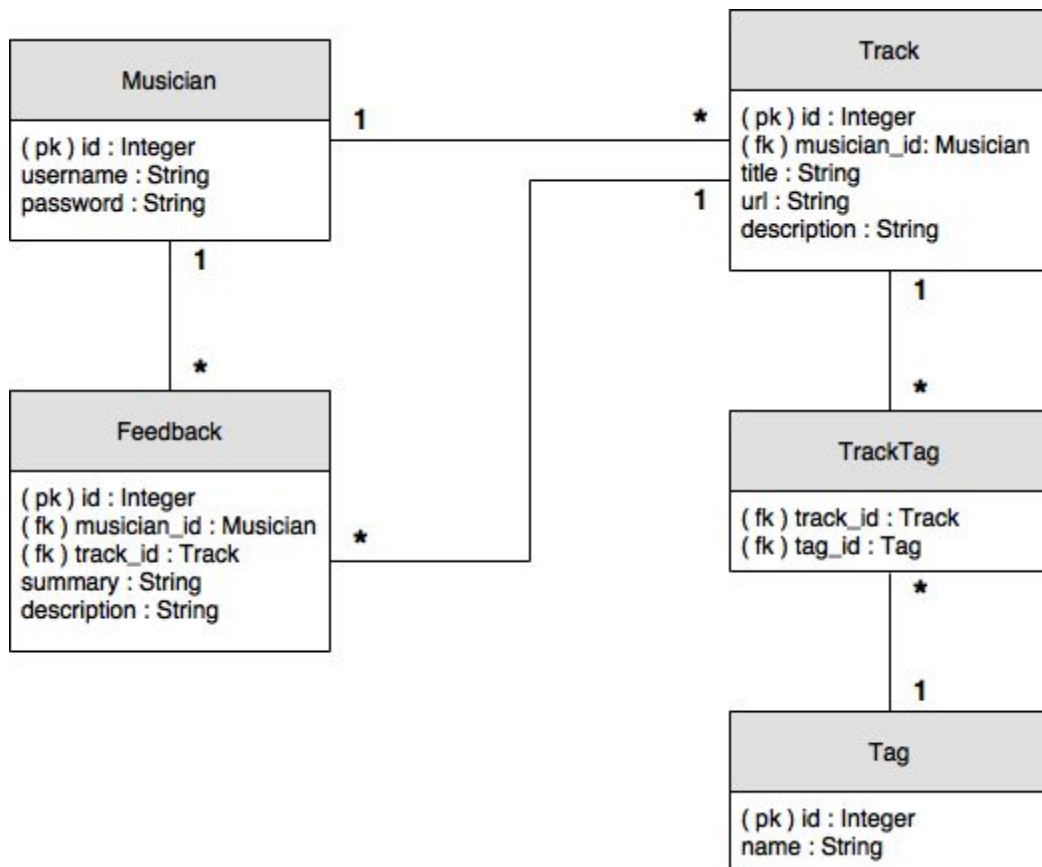 Musician
( pk ) id : Integer
username : String
password : String
1
*
Track
( pk ) id : Integer
( fk ) musician_id: Musician
title : String
url : String
description : String
1
1
*
1
*
Feedback
( pk ) id : Integer
( fk ) musician_id : Musician
( fk ) track_id : Track
summary : String
description : String
*
TrackTag
( fk ) track_id : Track
( fk ) tag_id : Tag
*
1
Tag
( pk ) id : Integer
name : String